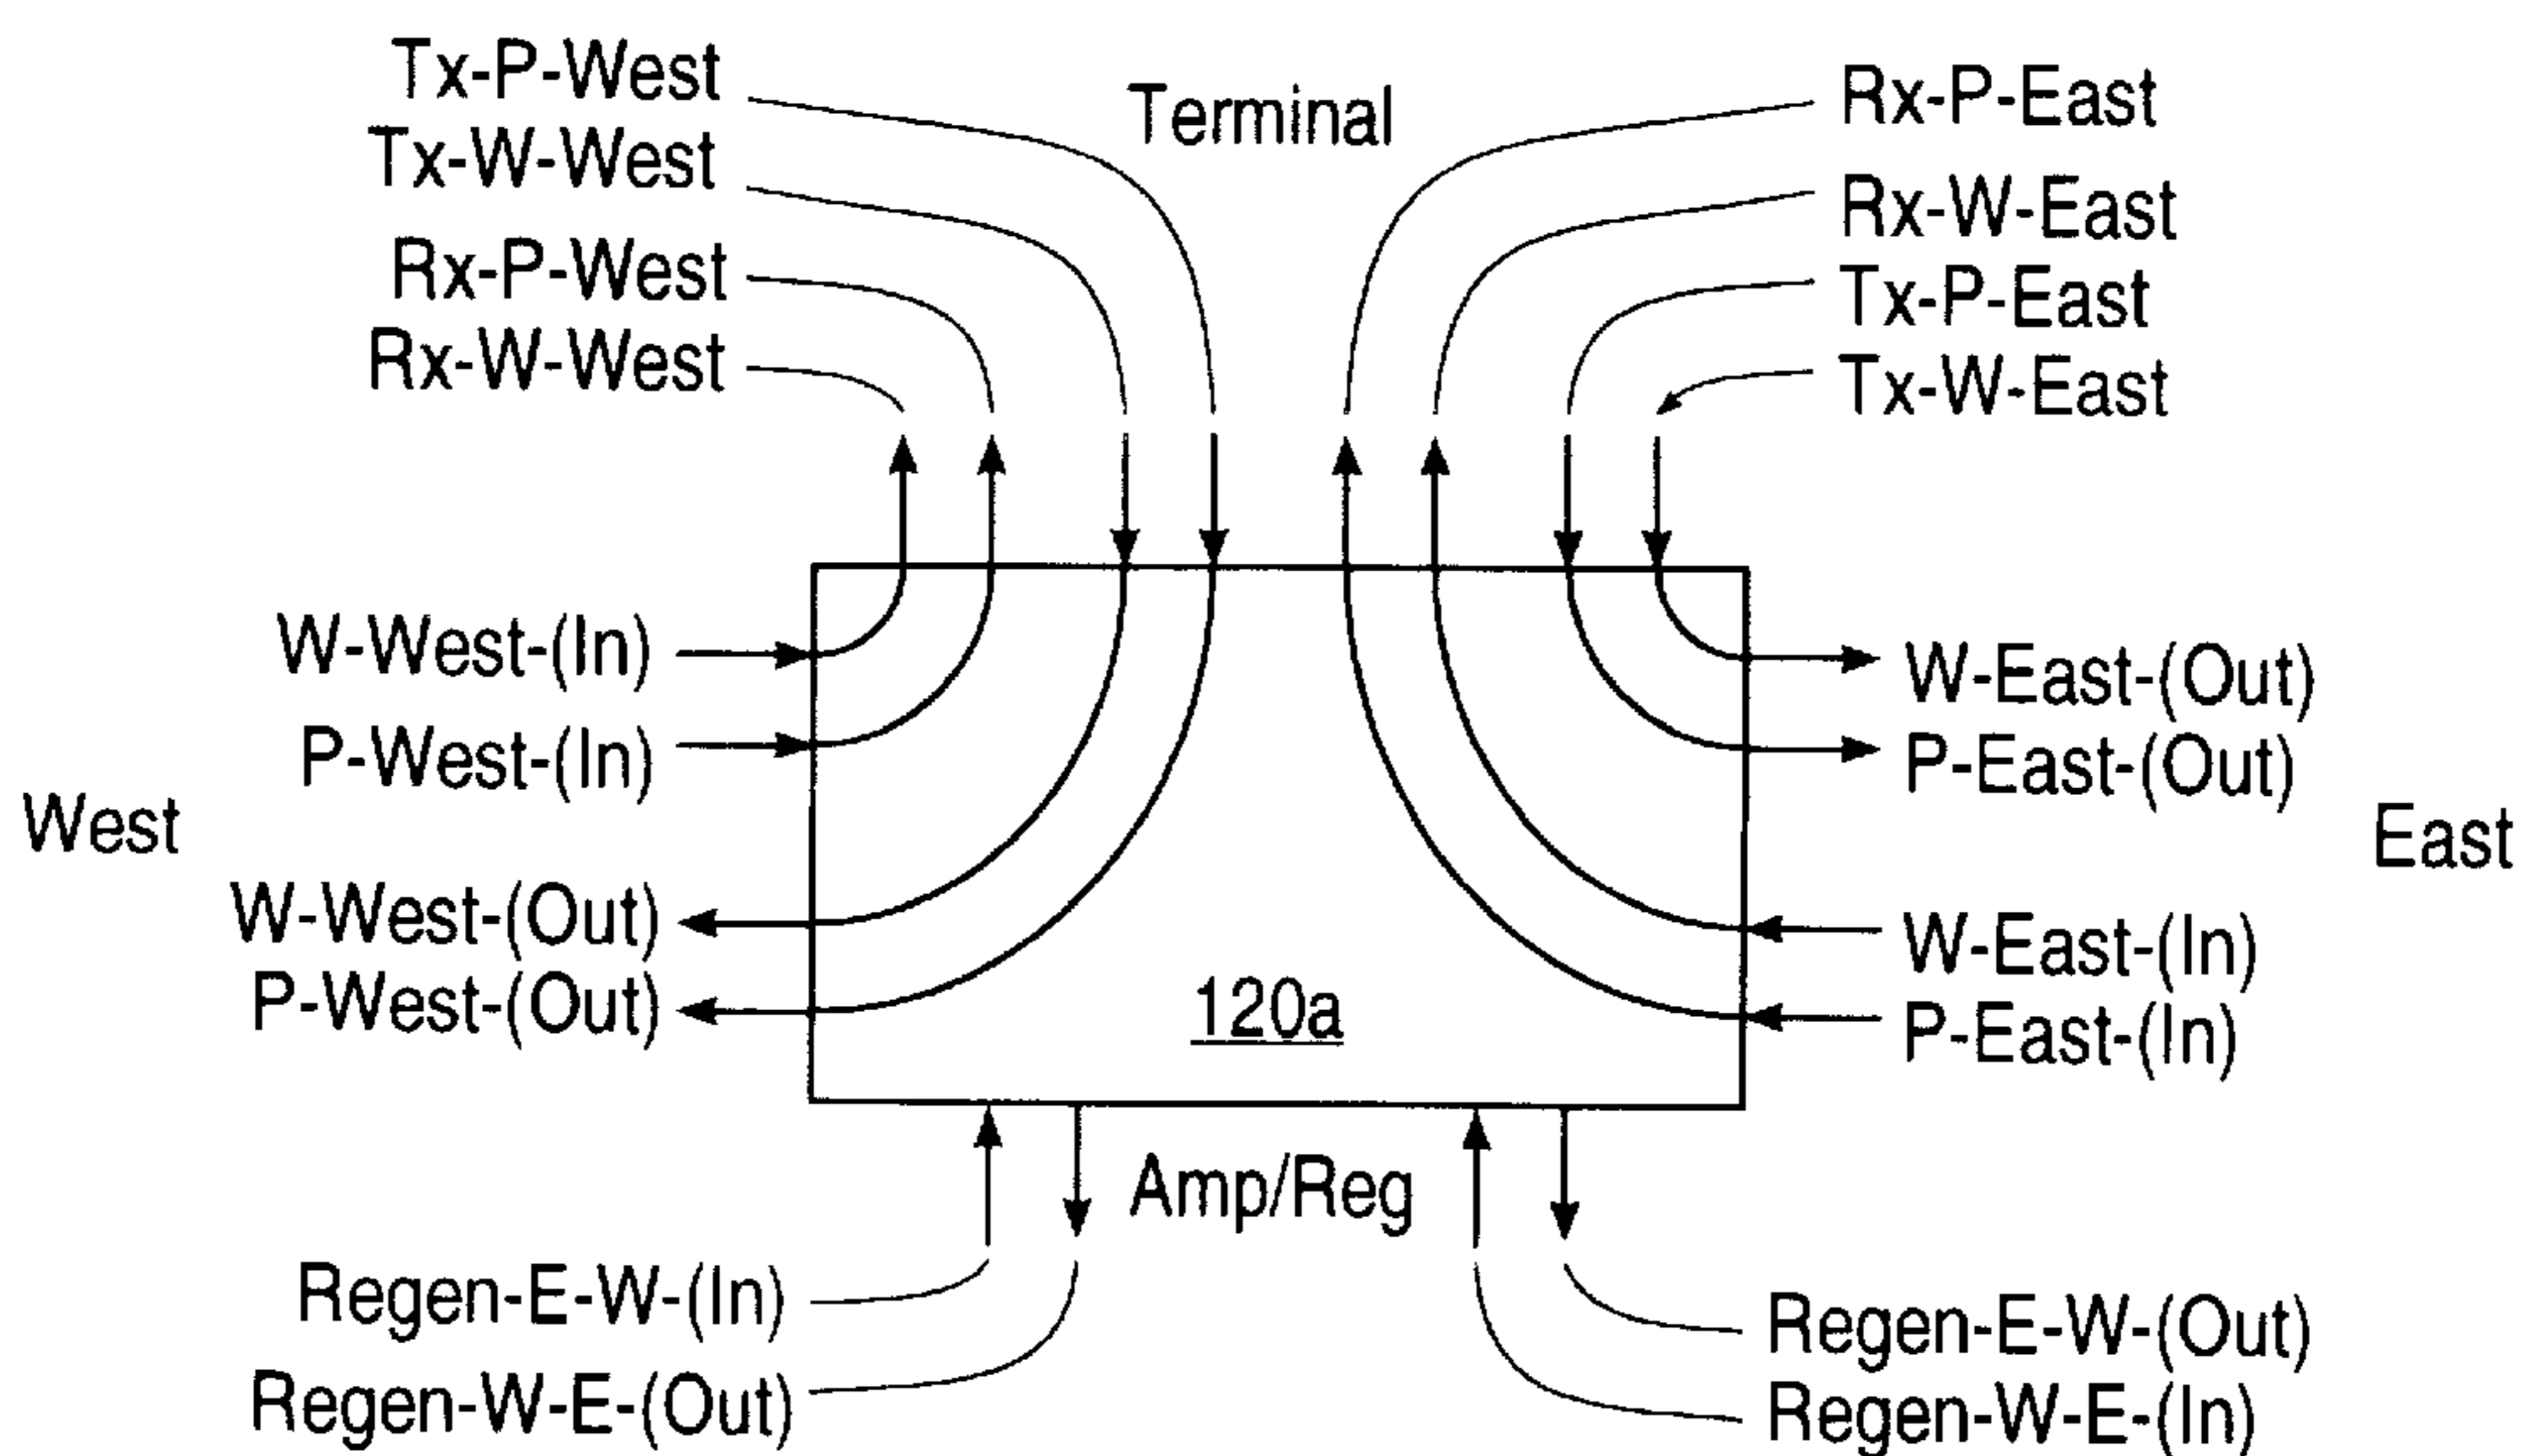 Tx-P-West
Tx-W-West
Rx-P-West
Rx-W-West
Terminal
Rx-P-East
Rx-W-East
Tx-P-East
Tx-W-East
W-West-(In)
P-West-(In)
West
W-West-(Out)
P-West-(Out)
120a
W-East-(Out)
P-East-(Out)
East
W-East-(In)
P-East-(In)
Amp/Reg
Regen-E-W-(In)
Regen-W-E-(Out)
Regen-E-W-(Out)
Regen-W-E-(In)